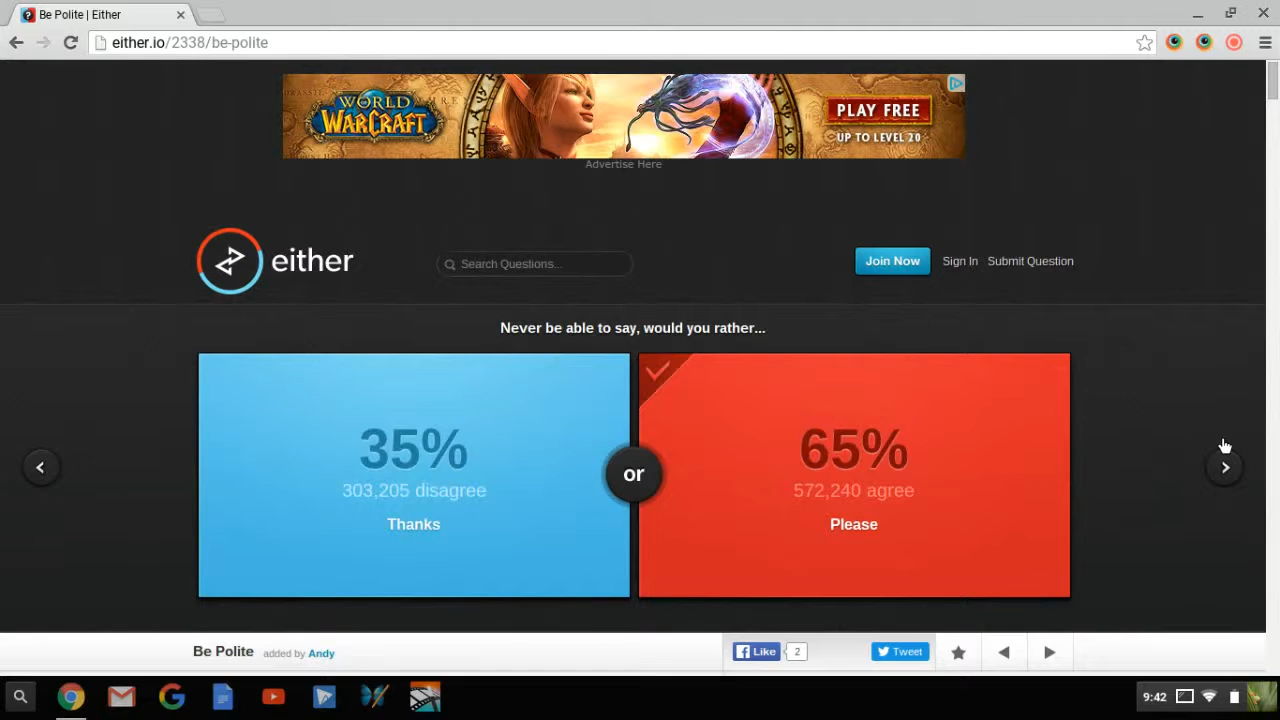 Be Polite | Either
either.io/2338/be-polite
WORLD
WARCRAFT
PLAY FREE
UP TO LEVEL 20
Advertise Here
either
Search Questions...
Join Now
Sign In
Submit Question
Never be able to say, would you rather...
35%
303,205 disagree
Thanks
or
65%
572,240 agree
Please
Be Polite added by Andy
Like
2
Tweet
9:42